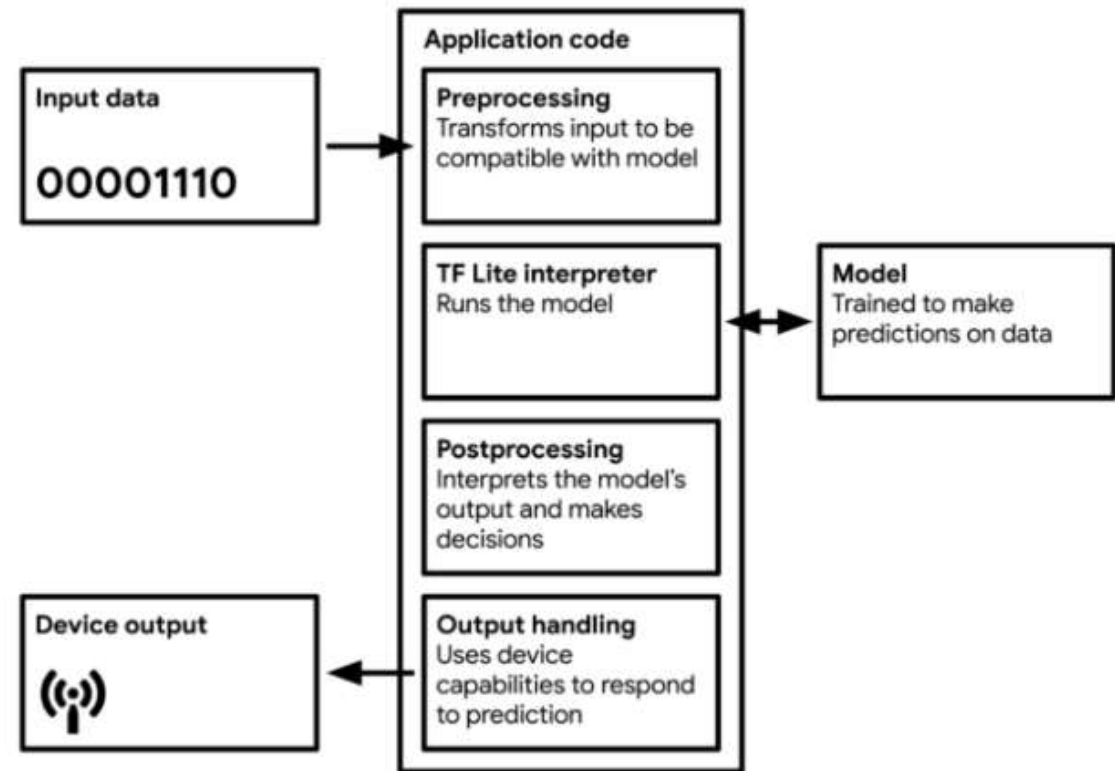 Application code
Input data
00001110
Preprocessing
Transforms input to be
compatible with model
TF Lite interpreter
Runs the model
Model
Trained to make
predictions on data
Postprocessing
Interprets the model's
output and makes
decisions
Device output
Output handling
Uses device
capabilities to respond
to prediction